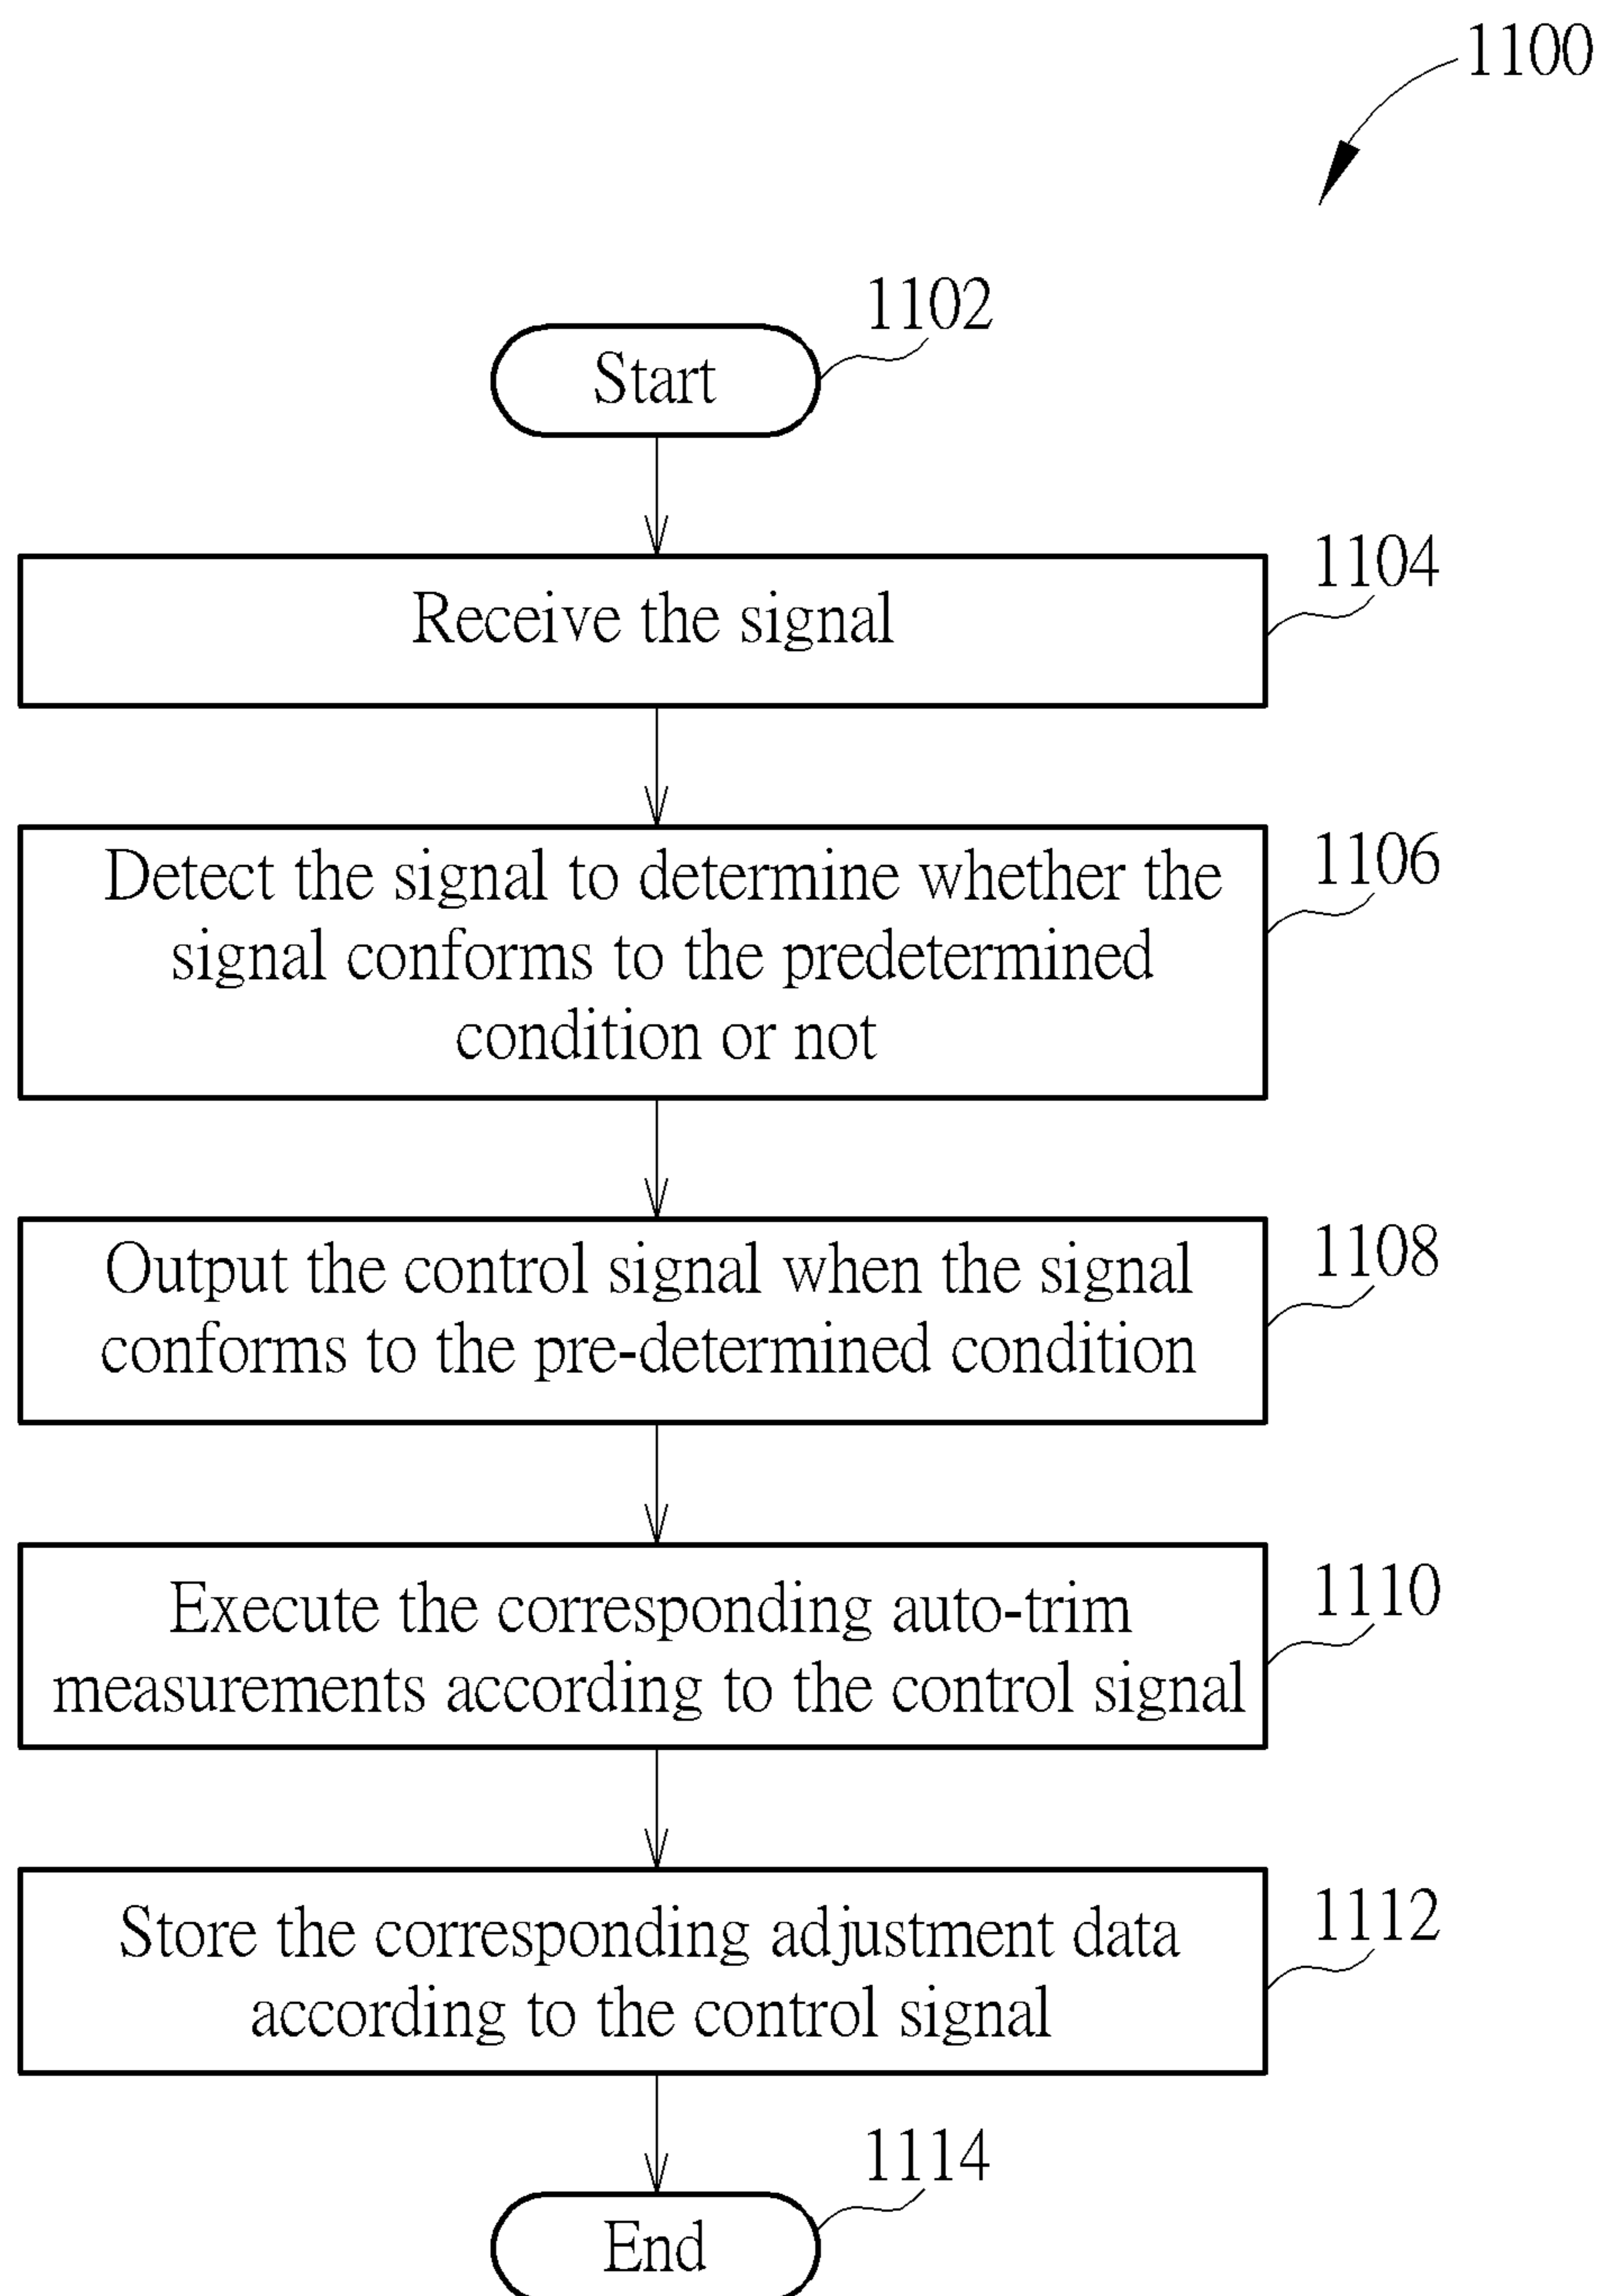 1100
1102
Start
1104
Receive the signal
1106
Detect the signal to determine whether the
signal conforms to the predetermined
condition or not
1108
Output the control signal when the signal
conforms to the pre-determined condition
1110
Execute the corresponding auto-trim
measurements according to the control signal
1112
Store the corresponding adjustment data
according to the control signal
1114
End